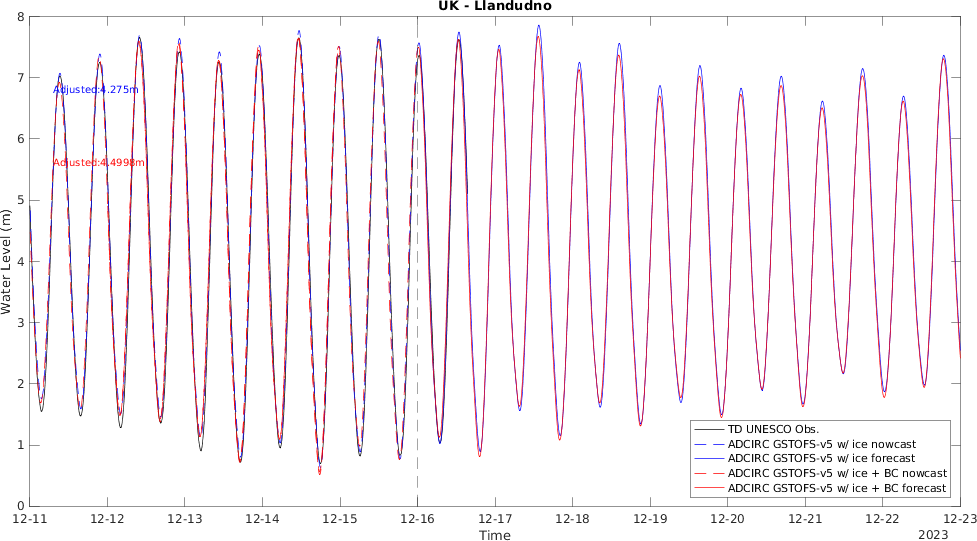 UK - Llandudno
8
7
6
5
4
3
2
1
0
Water Level (m)
Adjusted:4.275m
Adjusted:4.4998m
TD UNESCO Obs.
ADCIRC GSTOFS-v5 w/ ice nowcast
ADCIRC GSTOFS-v5 w/ ice forecast
ADCIRC GSTOFS-v5 w/ ice + BC nowcast
ADCIRC GSTOFS-v5 w/ ice + BC forecast
12-11 12-12 12-13 12-14 12-15 12-16 12-17 12-18 12-19 12-20 12-21 12-22 12-23
Time
2023